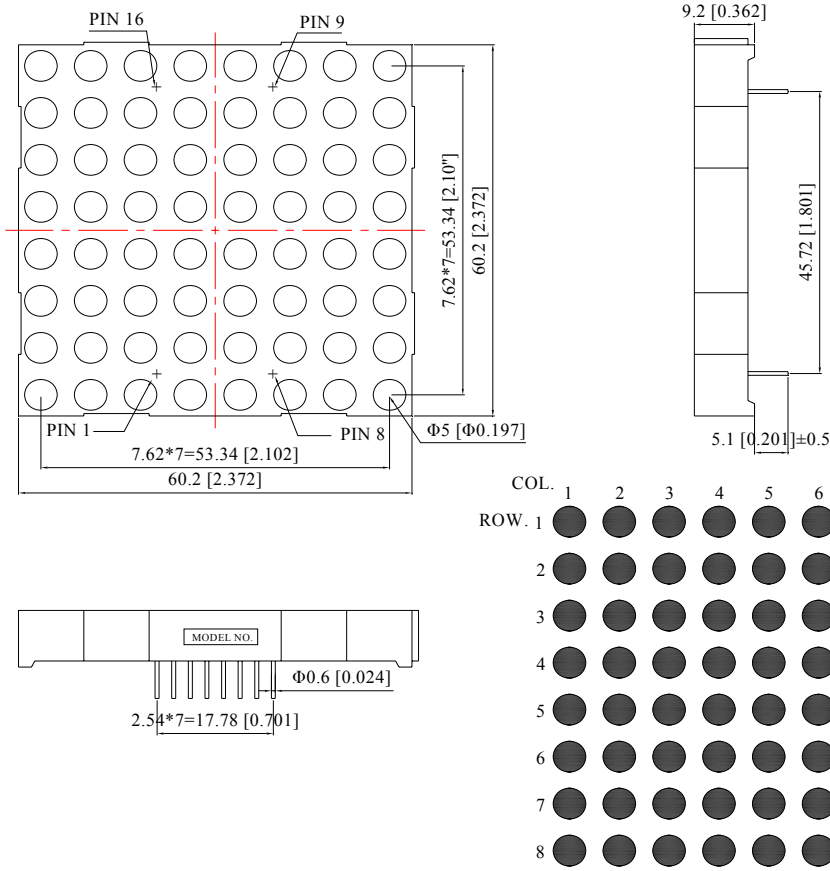 PIN 16
PIN 9
9.2 [0.362]
7.62*7=53.34 [2.10"]
60.2 [2.372]
45.72 [1.801]
PIN 1
PIN 8
Φ5 [Φ0.197]
5.1 [0.201]±0.5
7.62*7=53.34 [2.102]
60.2 [2.372]
COL. 1 2 3 4 5 6
ROW. 1
2
3
4
5
6
7
8
MODEL NO.
Φ0.6 [0.024]
2.54*7=17.78 [0.701]